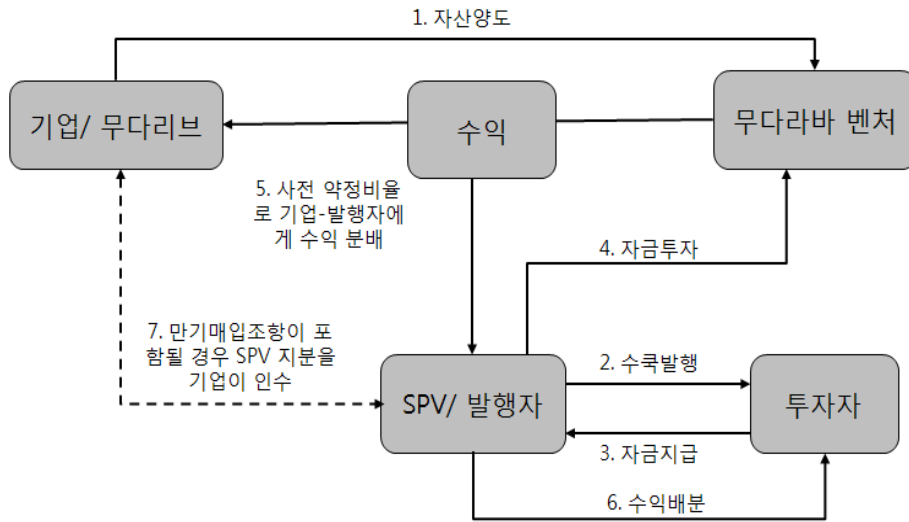 1. 자산양도
기업/ 무다리브
수익
무다라바 벤처
5. 사전 약정비율
로 기업-발행자에
게 수익 분배
4. 자금투자
7. 만기매입조항이 포
함될 경우 SPV 지분을
기업이 인수
2. 수쿡발행
SPV/ 발행자
투자자
3. 자금지급
6. 수익배분